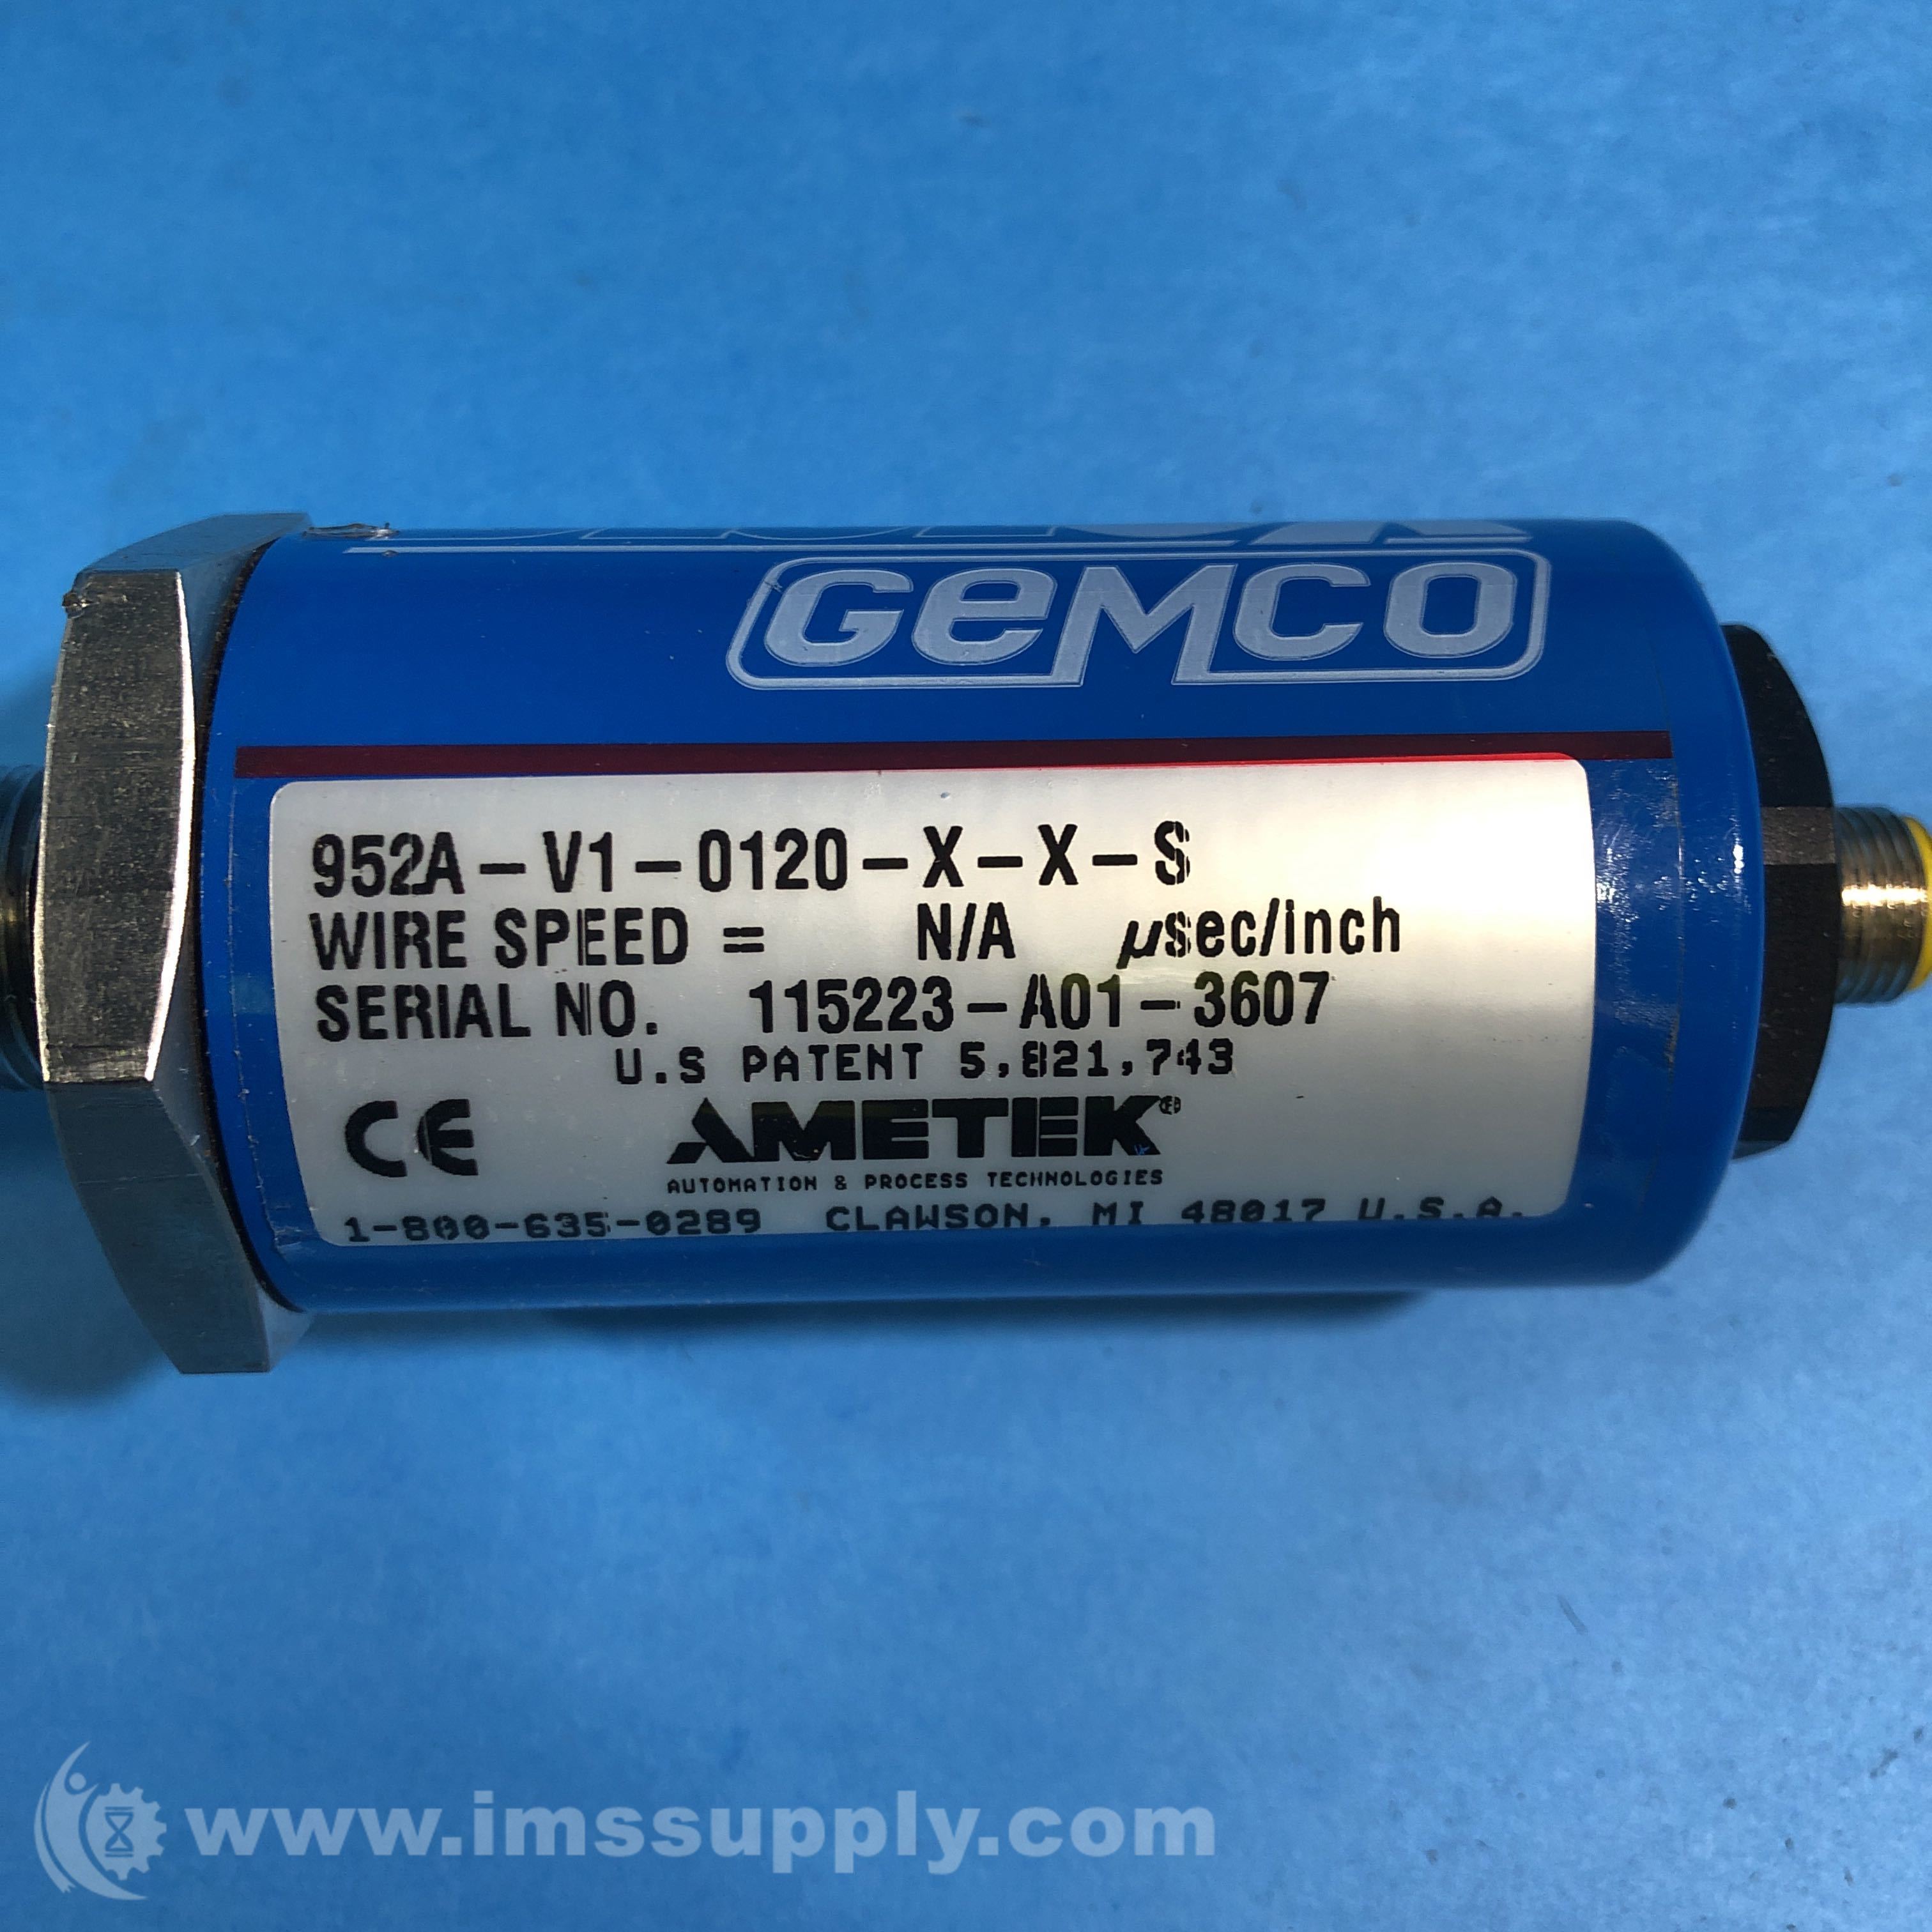 GEMCO
952A-V1-0120-X-X-S
WIRE SPEED = N/A µsec/inch
SERIAL NO. 115223-A01-3607
U.S PATENT 5,821,743
CE AMETEK®
AUTOMATION & PROCESS TECHNOLOGIES
1-800-635-0289 CLAWSON, MI 48017 U.S.A.
www.imssupply.com